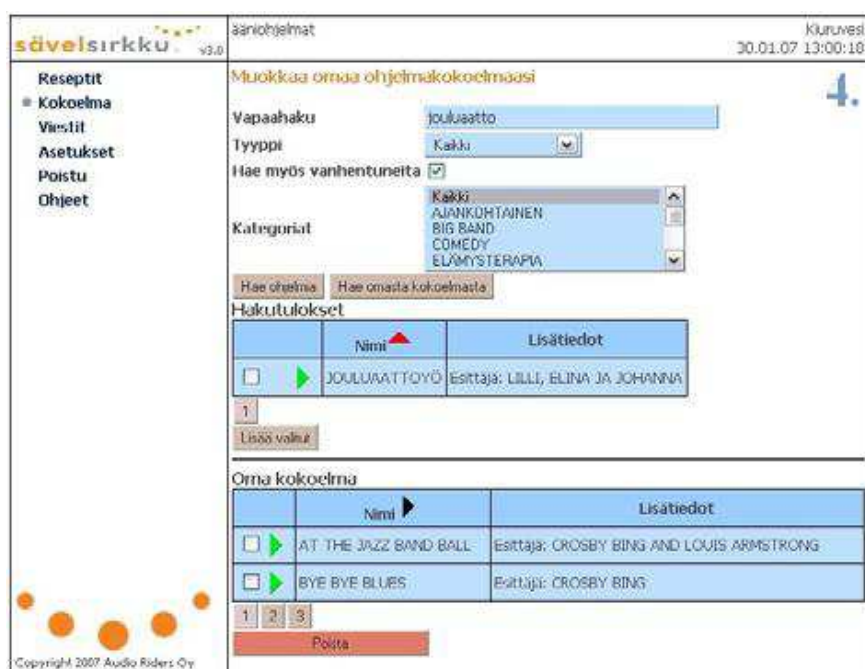 sävelsirkku v3.0
ääniohjelmat
Kiuruvesi
30.01.07 13:00:18
Reseptit
Kokoelma
Viestit
Asetukset
Poistu
Ohjeet
Muokkaa omaa ohjelmakokoelmaasi
4.
Vapaahaku jouluaatto
Tyyppi Kaikki
Hae myös vanhentuneita
Kategoriat
Kaikki
AJANKOHTAINEN
BIG BAND
COMEDY
ELÄMYSTERAPIA
Hae ohjelmia Hae omasta kokoelmasta
Hakutulokset
Nimi Lisätiedot
JOULUAATTOYÖ Esittäjä: LILLI, ELINA JA JOHANNA
1
Lisää valitut
Oma kokoelma
Nimi Lisätiedot
AT THE JAZZ BAND BALL Esittäjä: CROSBY BING AND LOUIS ARMSTRONG
BYE BYE BLUES Esittäjä: CROSBY BING
1 2 3
Poista
Copyright 2007 Audio Riders Oy